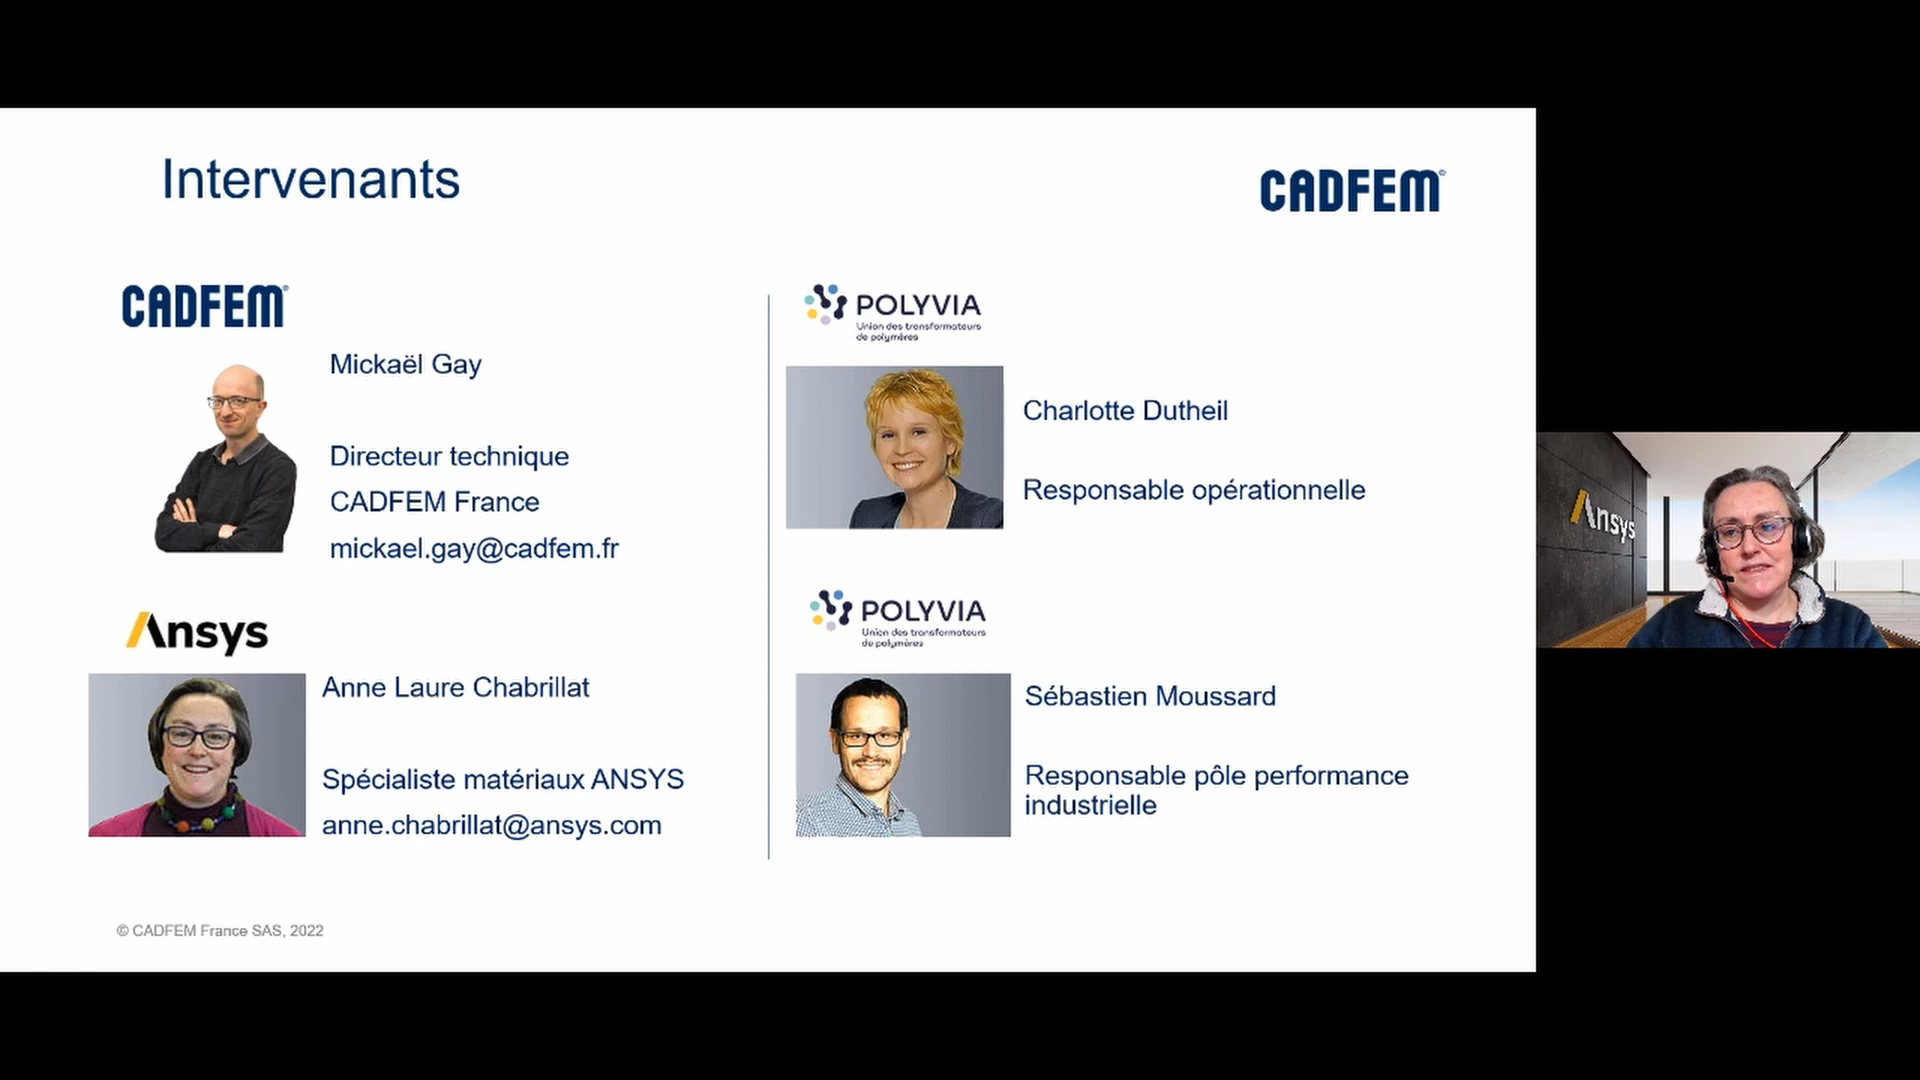 Intervenants
CADFEM®
CADFEM®
Mickaël Gay
Directeur technique
CADFEM France
mickael.gay@cadfem.fr
Ansys
Anne Laure Chabrillat
Spécialiste matériaux ANSYS
anne.chabrillat@ansys.com
POLYVIA
Union des transformateurs
de polymères
Charlotte Dutheil
Responsable opérationnelle
POLYVIA
Union des transformateurs
de polymères
Sébastien Moussard
Responsable pôle performance
industrielle
© CADFEM France SAS, 2022
Ansys